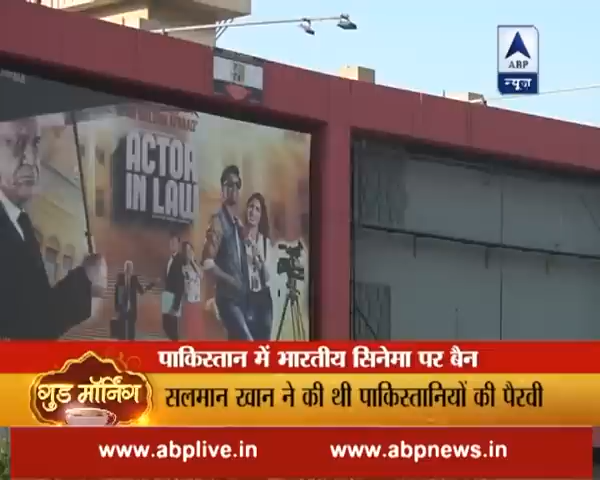 ABP
न्यूज़
ACTOR
IN LAW
पाकिस्तान में भारतीय सिनेमा पर बैन
गुड मॉर्निंग
सलमान खान ने की थी पाकिस्तानियों की पैरवी
www.abplive.in www.abpnews.in